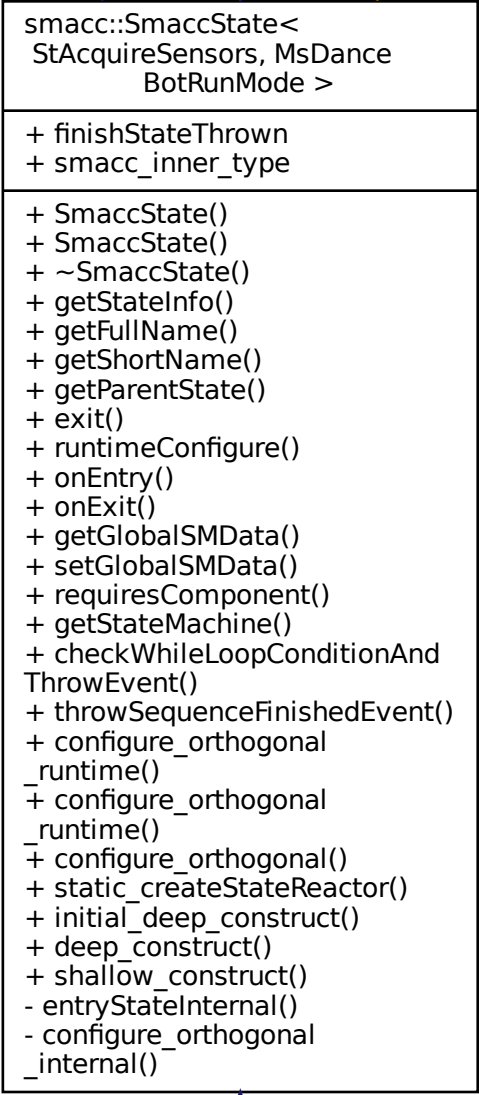 smacc::SmaccState<
StAcquireSensors, MsDance
BotRunMode >
+ finishStateThrown
+ smacc_inner_type
+ SmaccState()
+ SmaccState()
+ ~SmaccState()
+ getStateInfo()
+ getFullName()
+ getShortName()
+ getParentState()
+ exit()
+ runtimeConfigure()
+ onEntry()
+ onExit()
+ getGlobalSMData()
+ setGlobalSMData()
+ requiresComponent()
+ getStateMachine()
+ checkWhileLoopConditionAnd
ThrowEvent()
+ throwSequenceFinishedEvent()
+ configure_orthogonal
_runtime()
+ configure_orthogonal
_runtime()
+ configure_orthogonal()
+ static_createStateReactor()
+ initial_deep_construct()
+ deep_construct()
+ shallow_construct()
- entryStateInternal()
- configure_orthogonal
_internal()